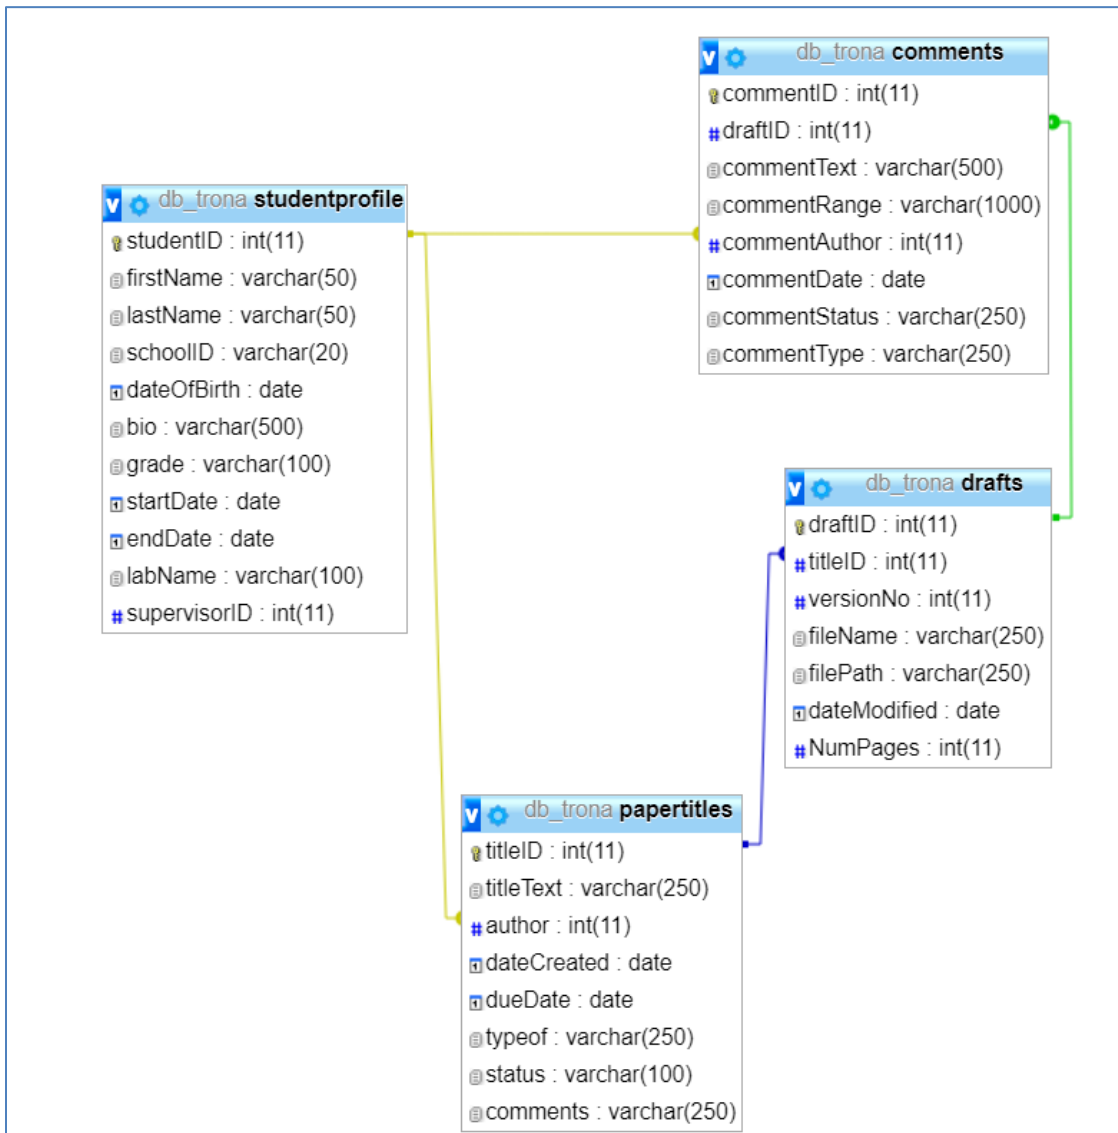 db_trona comments
commentID : int(11)
draftID : int(11)
commentText : varchar(500)
commentRange : varchar(1000)
commentAuthor : int(11)
commentDate : date
commentStatus : varchar(250)
commentType : varchar(250)
db_trona studentprofile
studentID : int(11)
firstName : varchar(50)
lastName : varchar(50)
schoolID : varchar(20)
dateOfBirth : date
bio : varchar(500)
grade : varchar(100)
startDate : date
endDate : date
labName : varchar(100)
supervisorID : int(11)
db_trona drafts
draftID : int(11)
titleID : int(11)
versionNo : int(11)
fileName : varchar(250)
filePath : varchar(250)
dateModified : date
NumPages : int(11)
db_trona papertitles
titleID : int(11)
titleText : varchar(250)
author : int(11)
dateCreated : date
dueDate : date
typeof : varchar(250)
status : varchar(100)
comments : varchar(250)